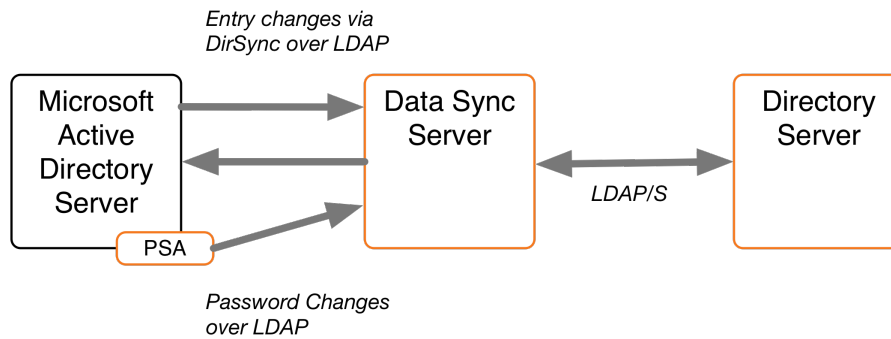 Entry changes via
DirSync over LDAP
Microsoft
Active
Directory
Server
PSA
Data Sync
Server
Directory
Server
LDAP/S
Password Changes
over LDAP